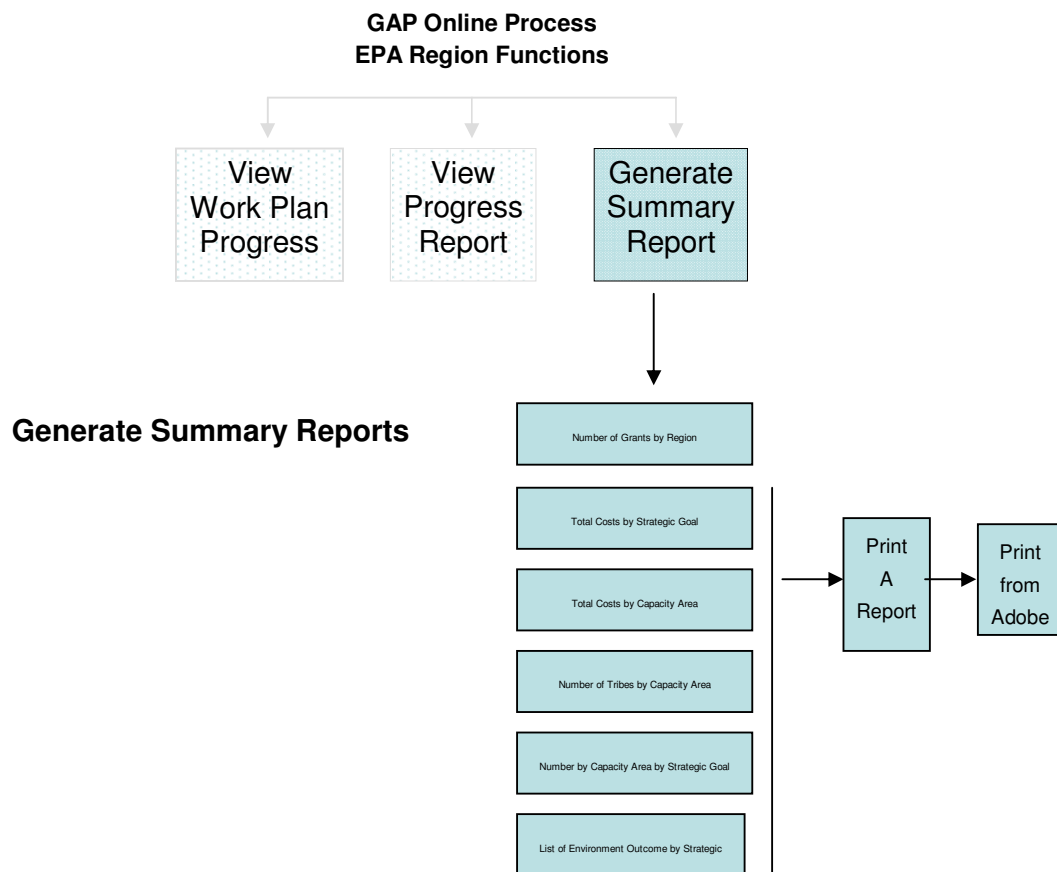 GAP Online Process
EPA Region Functions
View
Work Plan
Progress
View
Progress
Report
Generate
Summary
Report
Generate Summary Reports
Number of Grants by Region
Total Costs by Strategic Goal
Total Costs by Capacity Area
Number of Tribes by Capacity Area
Number by Capacity Area by Strategic Goal
List of Environment Outcome by Strategic
Print
A
Report
Print
from
Adobe